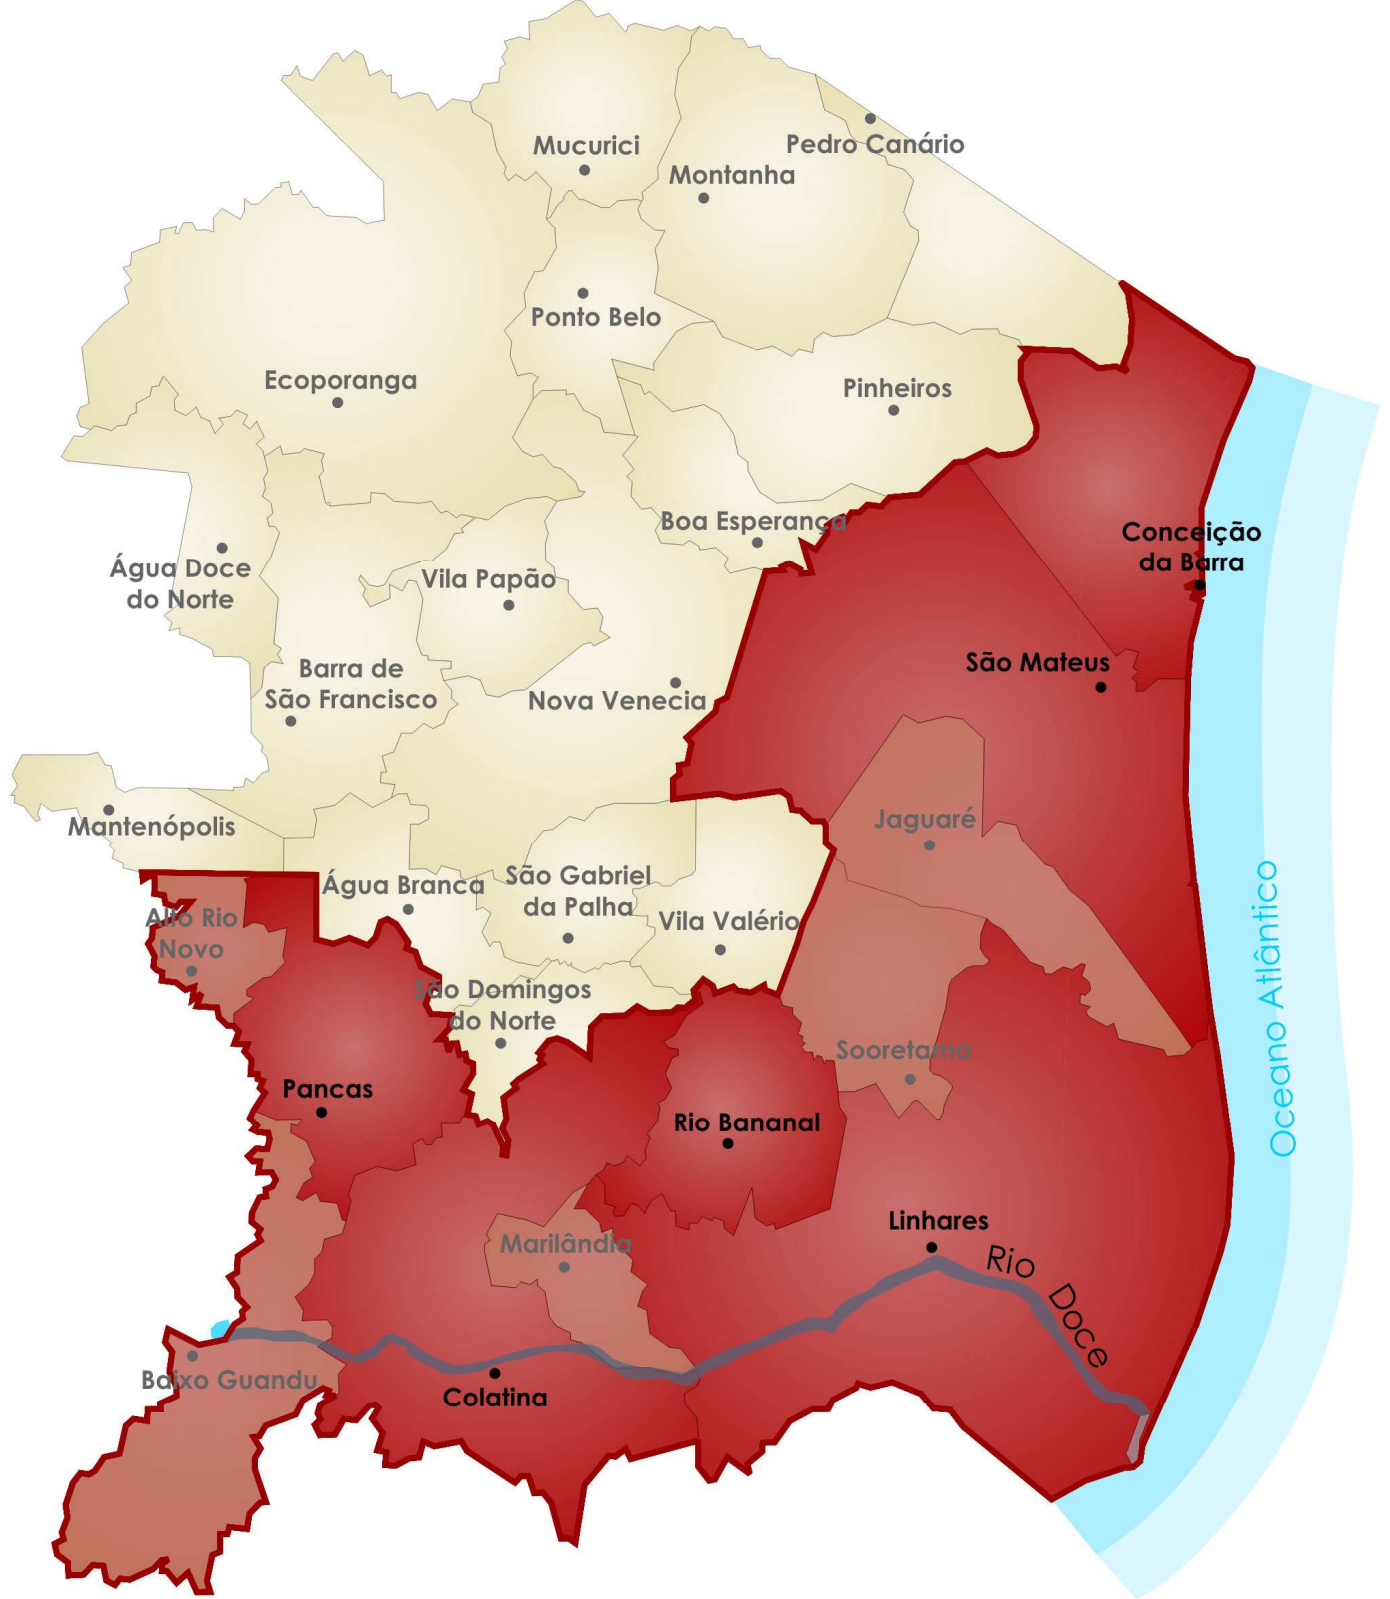 Mucurici
Pedro Canário
Montanha
Ponto Belo
Ecoporanga
Pinheiros
Boa Esperança
Conceição
da Barra
Água Doce
do Norte
Vila Papão
Barra de
São Francisco
São Mateus
Nova Venecia
Mantenópolis
Jaguaré
Água Branca
São Gabriel
da Palha
Vila Valério
Alto Rio
Novo
São Domingos
do Norte
Oceano Atlântico
Sooretama
Pancas
Rio Bananal
Linhares
Marilândia
Rio Doce
Baixo Guandu
Colatina